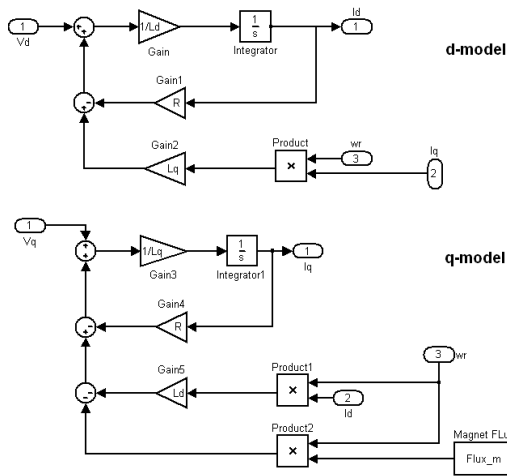 Id
1
Vd
1/Ld
Gain
1
s
Integrator
1
d-model
Gain1
R
Gain2
Lq
Product
×
wr
3
Iq
2
1
Vq
1/Lq
Gain3
1
s
Integrator1
1
Iq
q-model
Gain4
R
Gain5
Ld
Product1
×
3
wr
2
Id
Product2
×
Magnet FLu
Flux_m